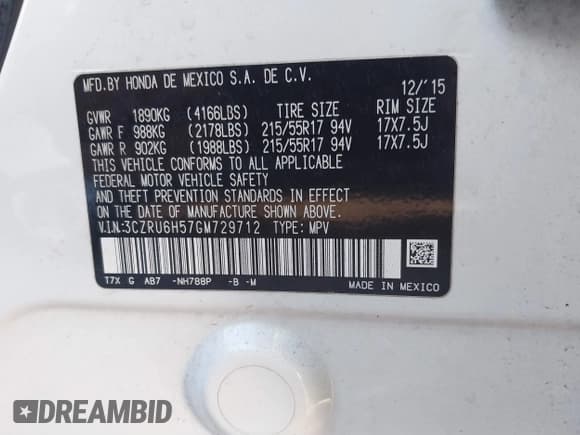 MFD.BY HONDA DE MEXICO S.A. DE C.V.
12/'15
GVWR 1890KG (4166LBS) TIRE SIZE RIM SIZE
GAWR F 988KG (2178LBS) 215/55R17 94V 17X7.5J
GAWR R 902KG (1988LBS) 215/55R17 94V 17X7.5J
THIS VEHICLE CONFORMS TO ALL APPLICABLE
FEDERAL MOTOR VEHICLE SAFETY
AND THEFT PREVENTION STANDARDS IN EFFECT
ON THE DATE OF MANUFACTURE SHOWN ABOVE.
V.I.N:3CZRU6H57GM729712 TYPE: MPV
T7X G AB7 -NH788P -B -M
MADE IN MEXICO
DREAMBID